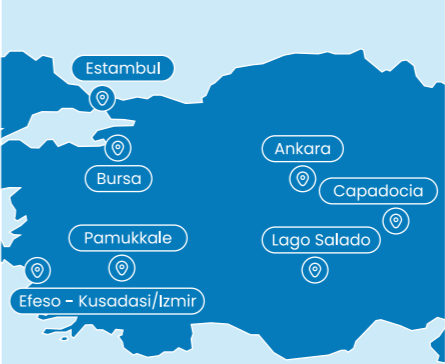 Estambul
Ankara
Bursa
Capadocia
Pamukkale
Lago Salado
Efeso - Kusadasi/Izmir